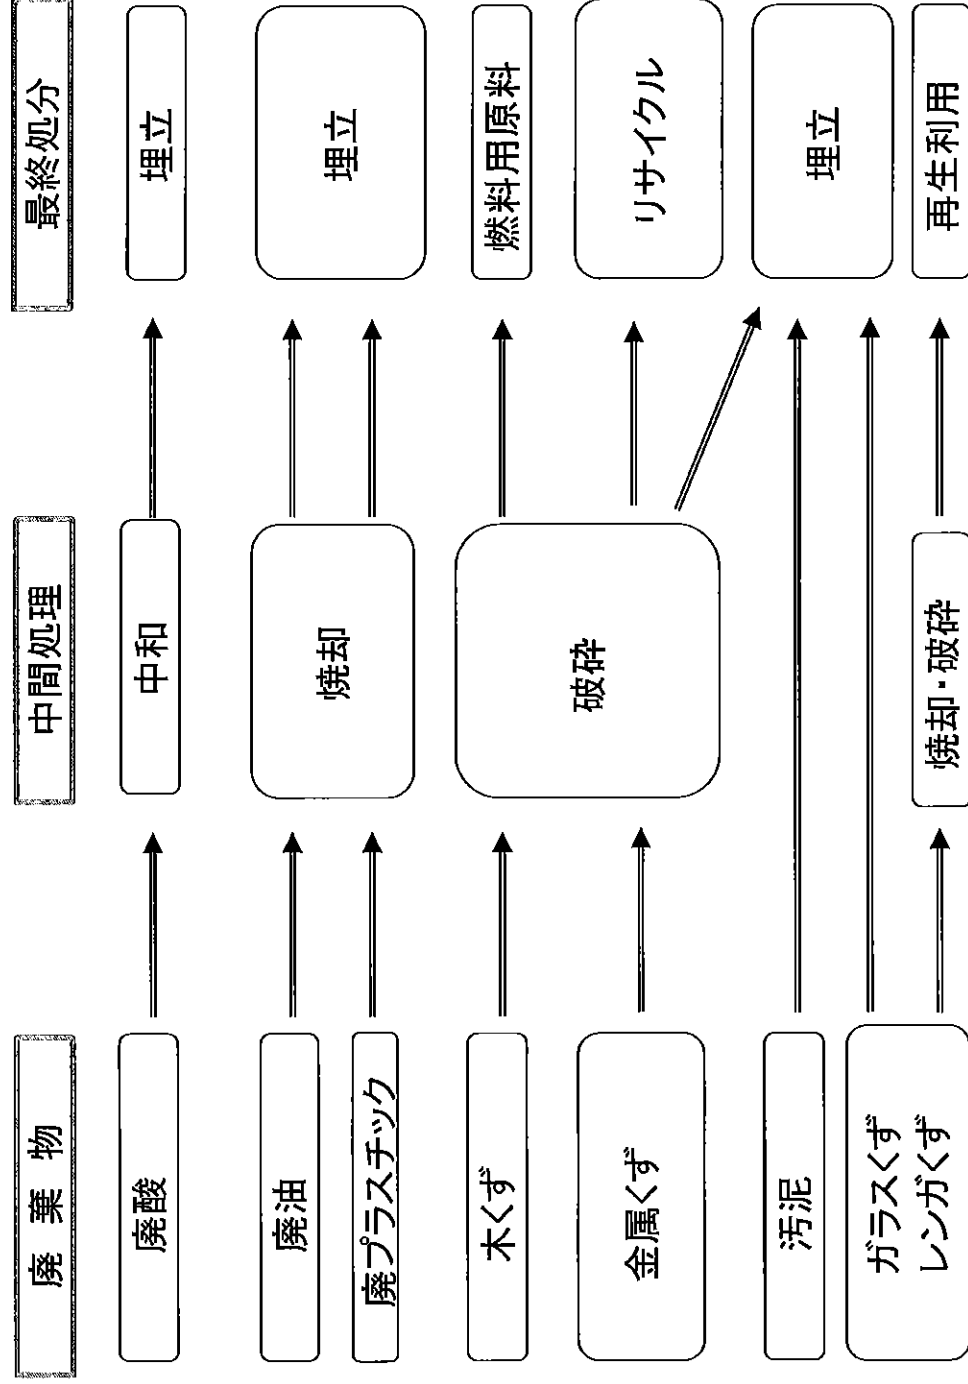 廃棄物
中間処理
最終処分
廃酸
中和
埋立
廃油
廃プラスチック
焼却
埋立
木くず
金属くず
破砕
燃料用原料
リサイクル
汚泥
埋立
ガラスくず
レンガくず
焼却・破砕
再生利用